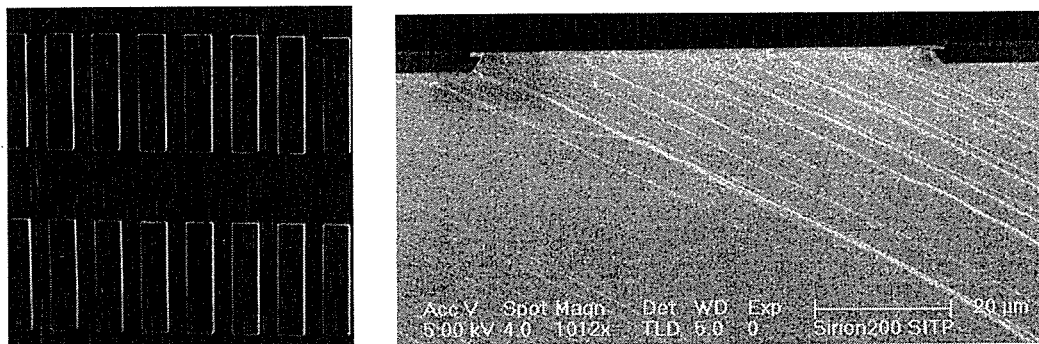 Acc.V Spot Magn Det WD Exp 20 µm
5.00 kV 4.0 1012x TLD 5.0 0 Sirion200 SITP